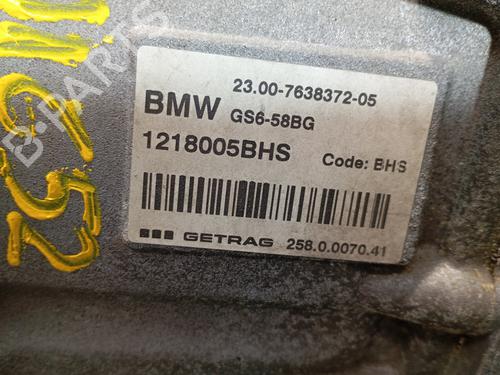 23.00-7638372-05
BMW GS6-58BG
1218005BHS Code: BHS
GETRAG 258.0.0070.41
B-PARTS